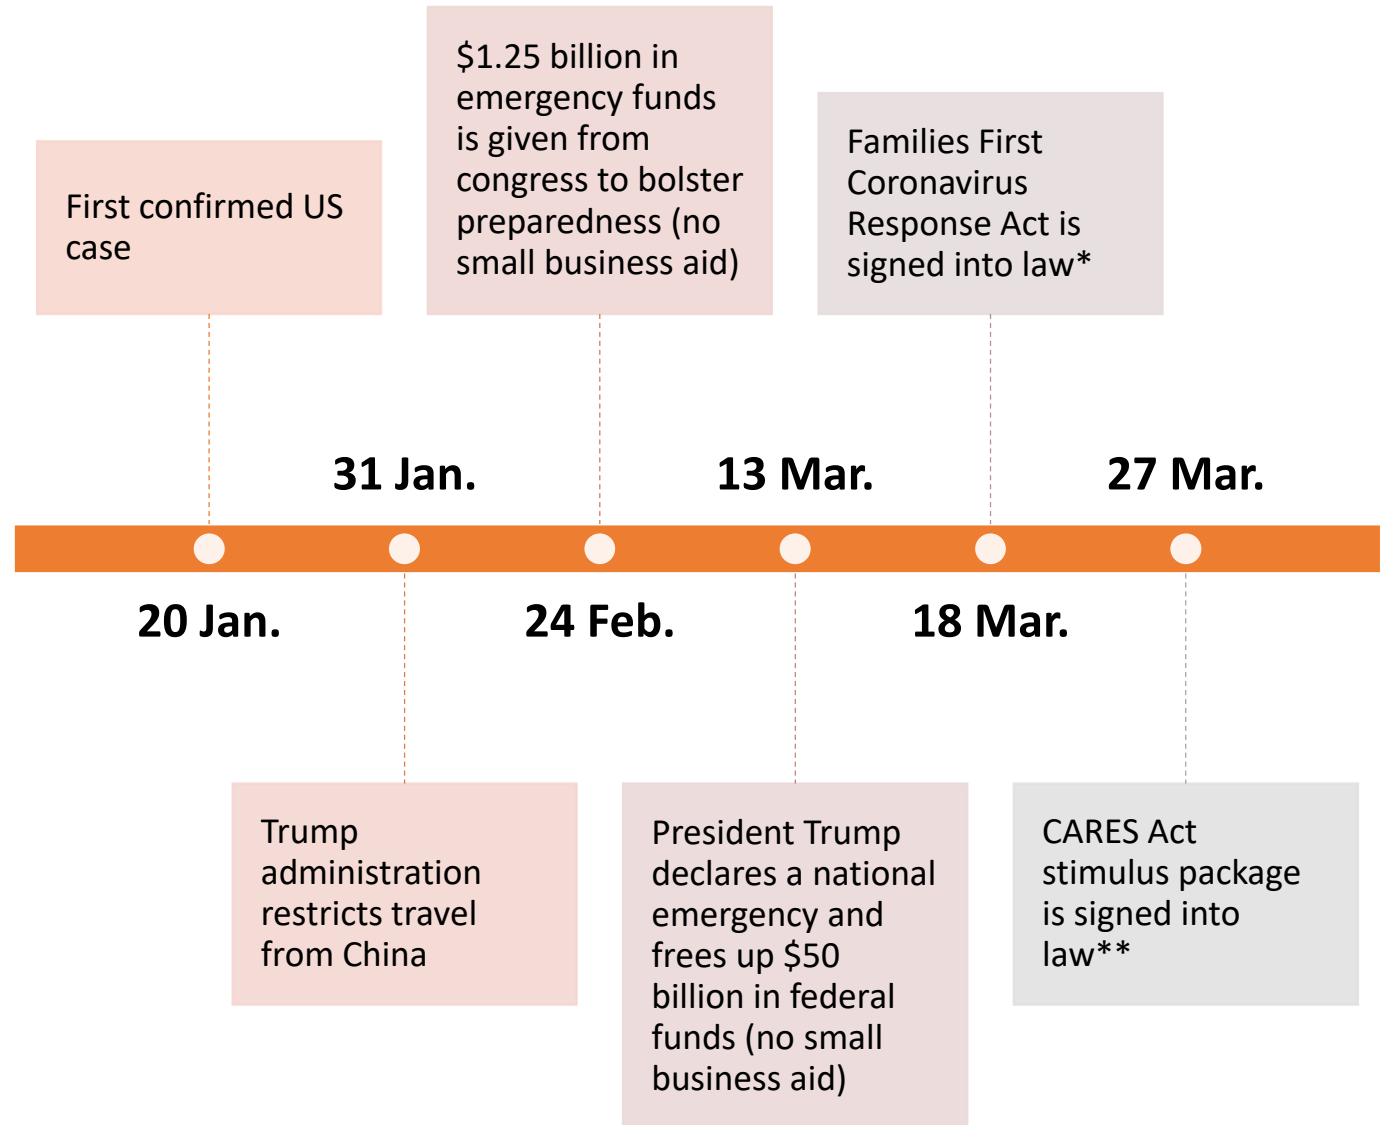 First confirmed US
case
20 Jan.
31 Jan.
Trump
administration
restricts travel
from China
$1.25 billion in
emergency funds
is given from
congress to bolster
preparedness (no
small business aid)
24 Feb.
13 Mar.
President Trump
declares a national
emergency and
frees up $50
billion in federal
funds (no small
business aid)
Families First
Coronavirus
Response Act is
signed into law*
18 Mar.
27 Mar.
CARES Act
stimulus package
is signed into
law**